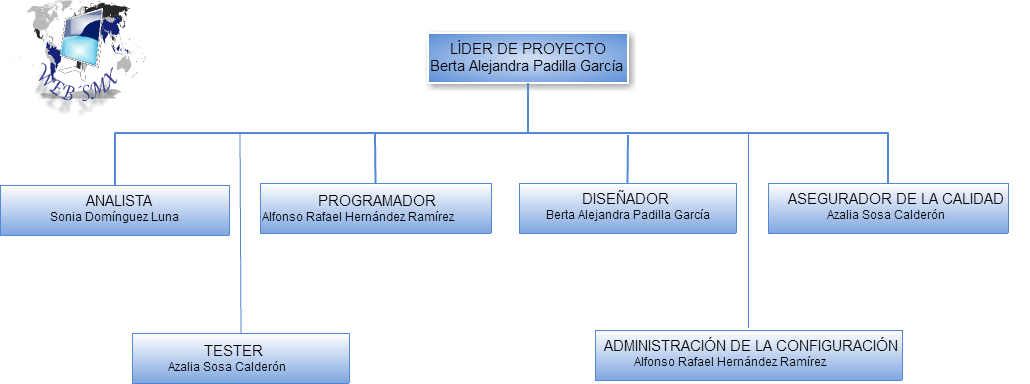 WEB´SMX
LÍDER DE PROYECTO
Berta Alejandra Padilla García
ANALISTA
Sonia Domínguez Luna
PROGRAMADOR
Alfonso Rafael Hernández Ramírez
DISEÑADOR
Berta Alejandra Padilla García
ASEGURADOR DE LA CALIDAD
Azalia Sosa Calderón
TESTER
Azalia Sosa Calderón
ADMINISTRACIÓN DE LA CONFIGURACIÓN
Alfonso Rafael Hernández Ramírez